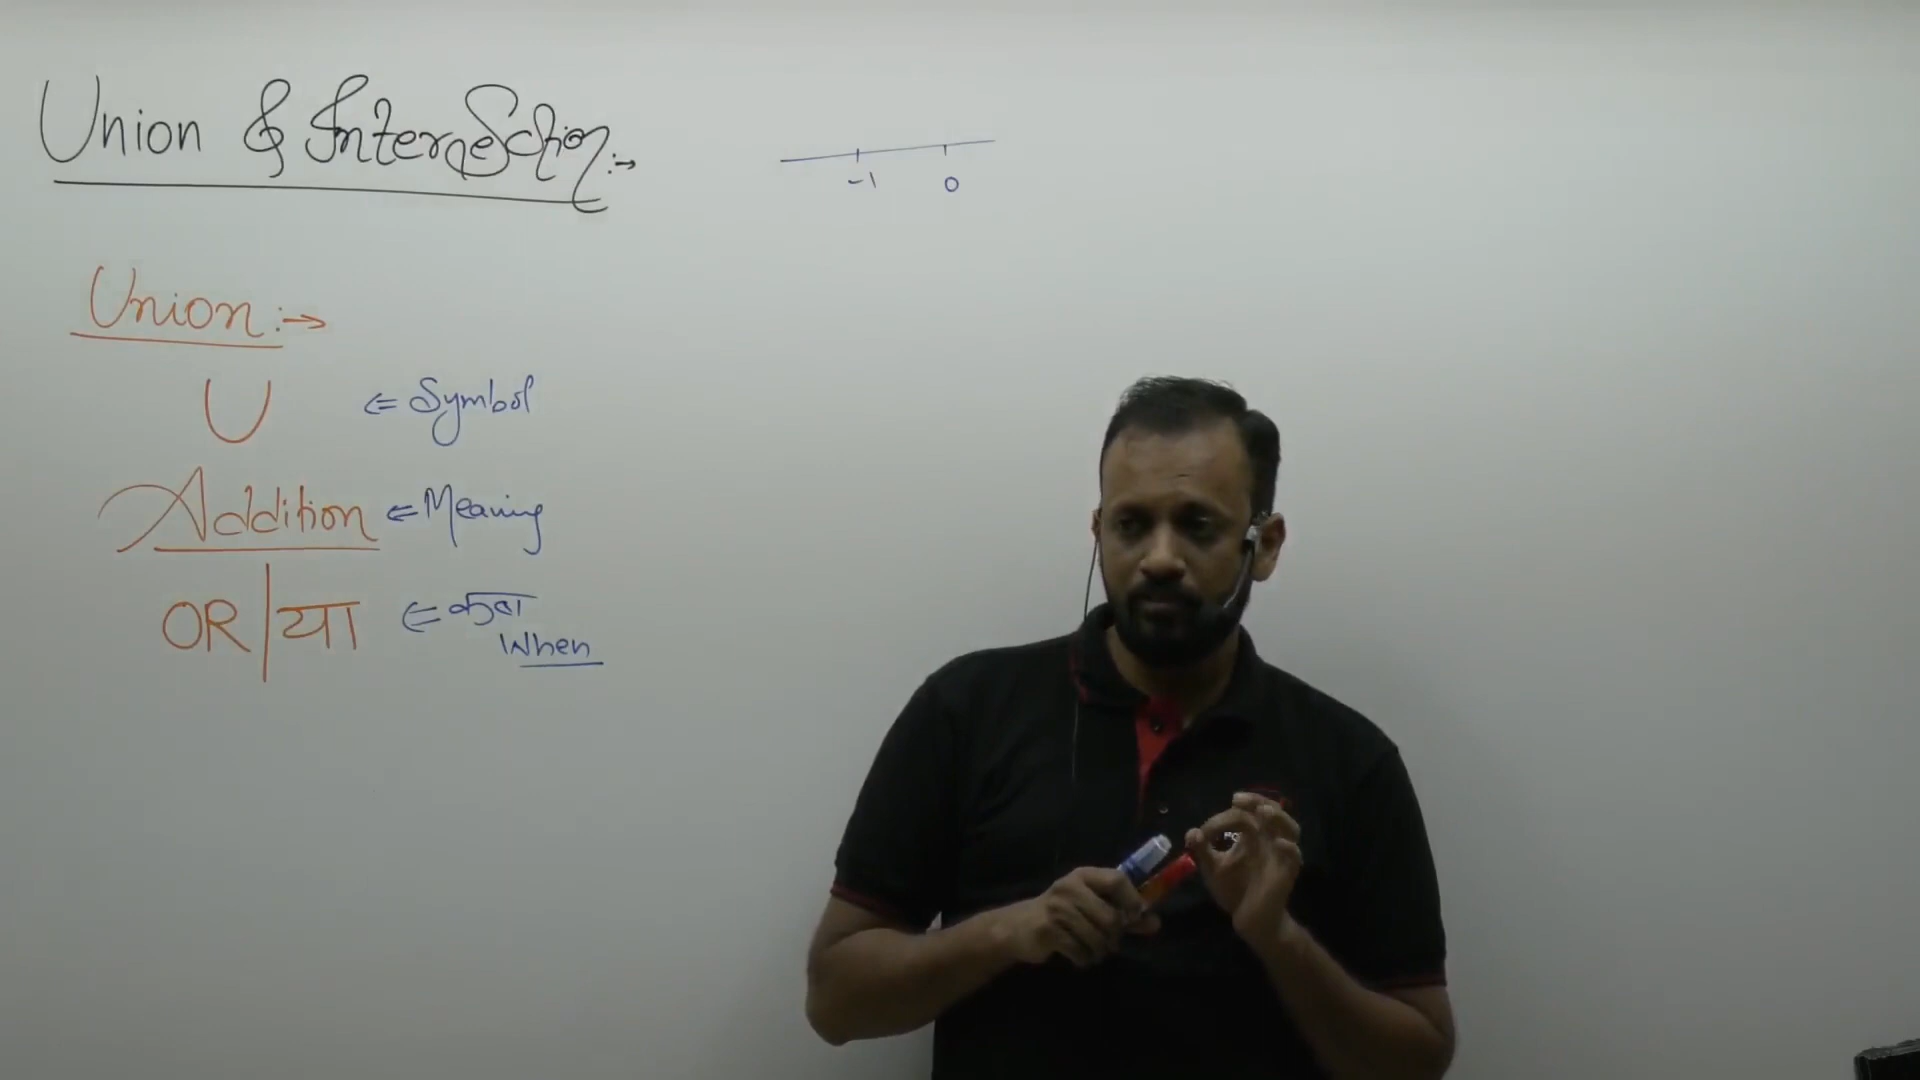 Union & Intersection :→
-1 0
Union :→
U ⇐ Symbol
Addition ⇐ Meaning
OR | या ⇐ कब
When